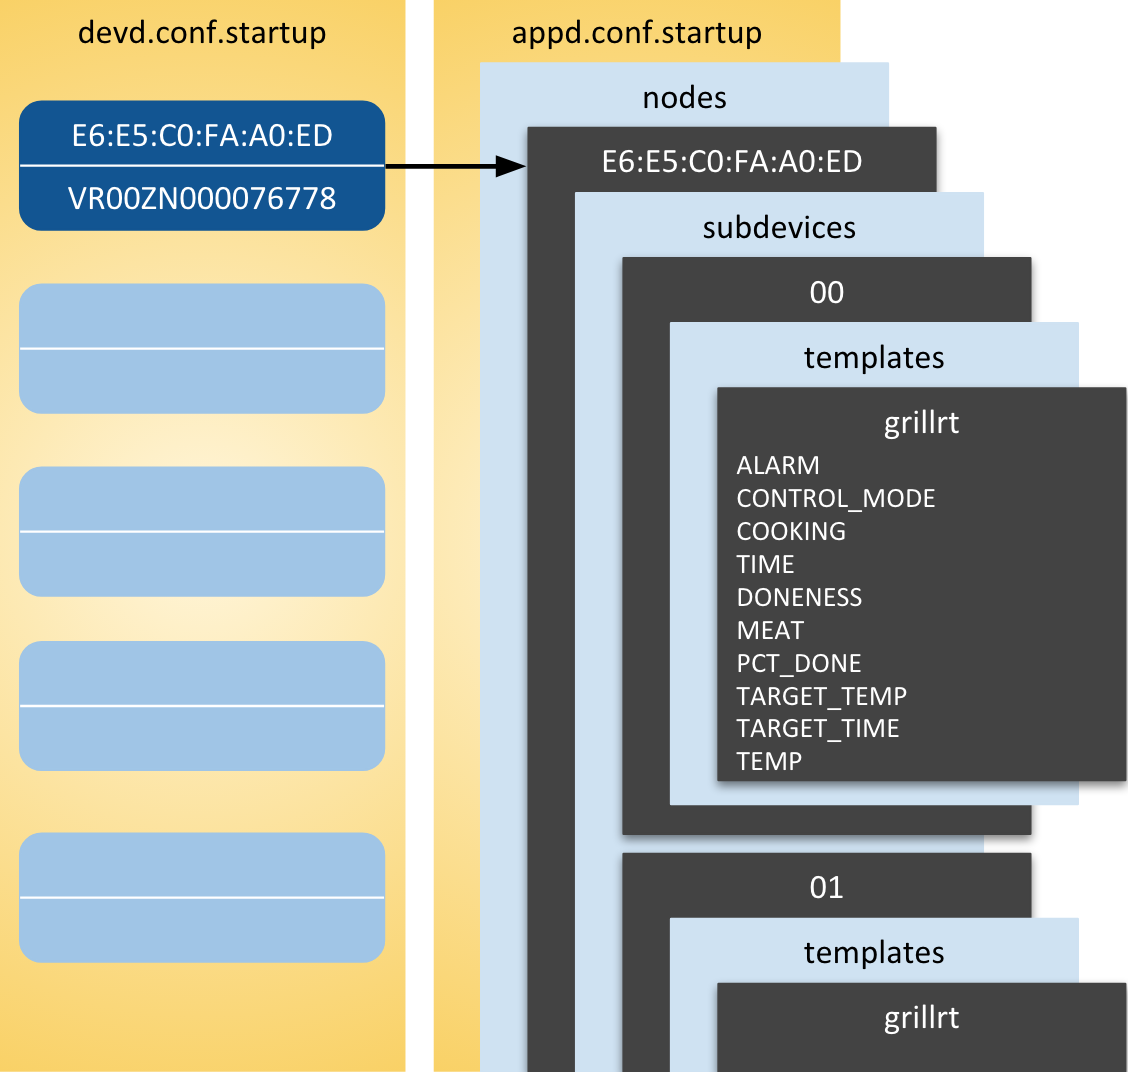 devd.conf.startup
E6:E5:C0:FA:A0:ED
VR00ZN000076778
appd.conf.startup
nodes
E6:E5:C0:FA:A0:ED
subdevices
00
templates
grillrt
ALARM
CONTROL_MODE
COOKING
TIME
DONENESS
MEAT
PCT_DONE
TARGET_TEMP
TARGET_TIME
TEMP
01
templates
grillrt